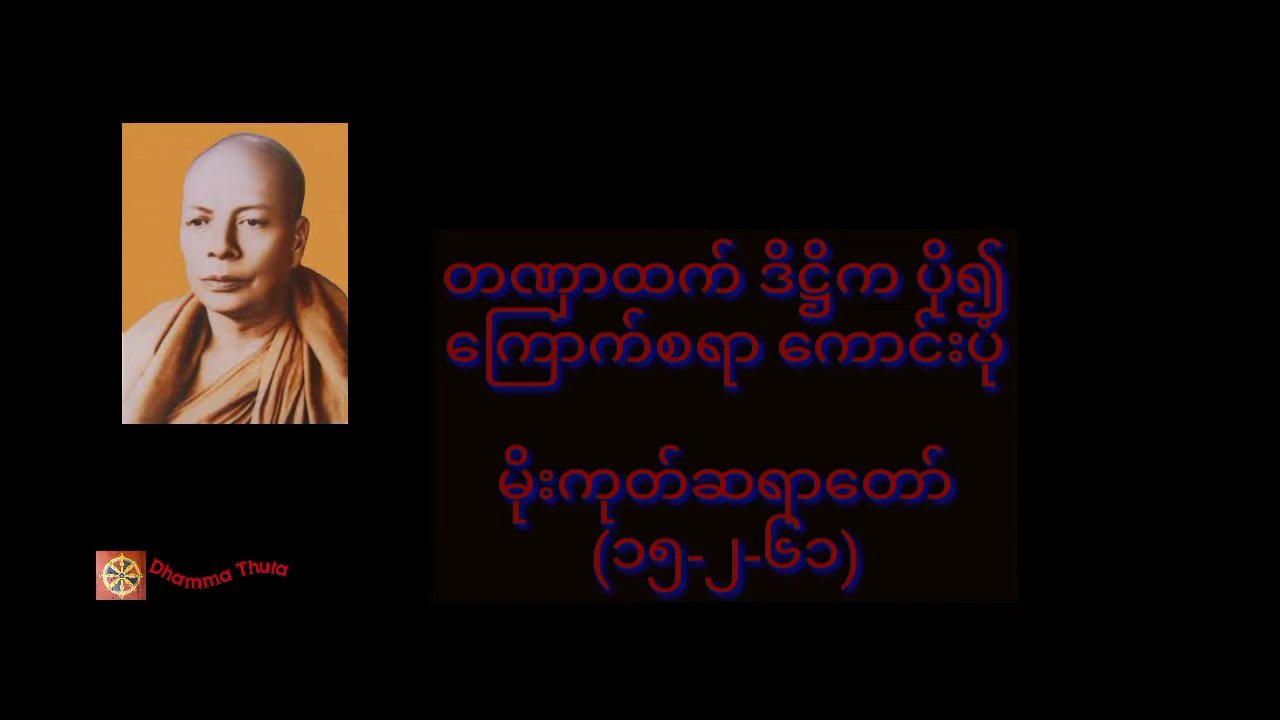 တဏှာထက် ဒိဋ္ဌိက ပို၍
ကြောက်စရာ ကောင်းပုံ
မိုးကုတ်ဆရာတော်
(၁၅-၂-၆၁)
Dhamma Thuta